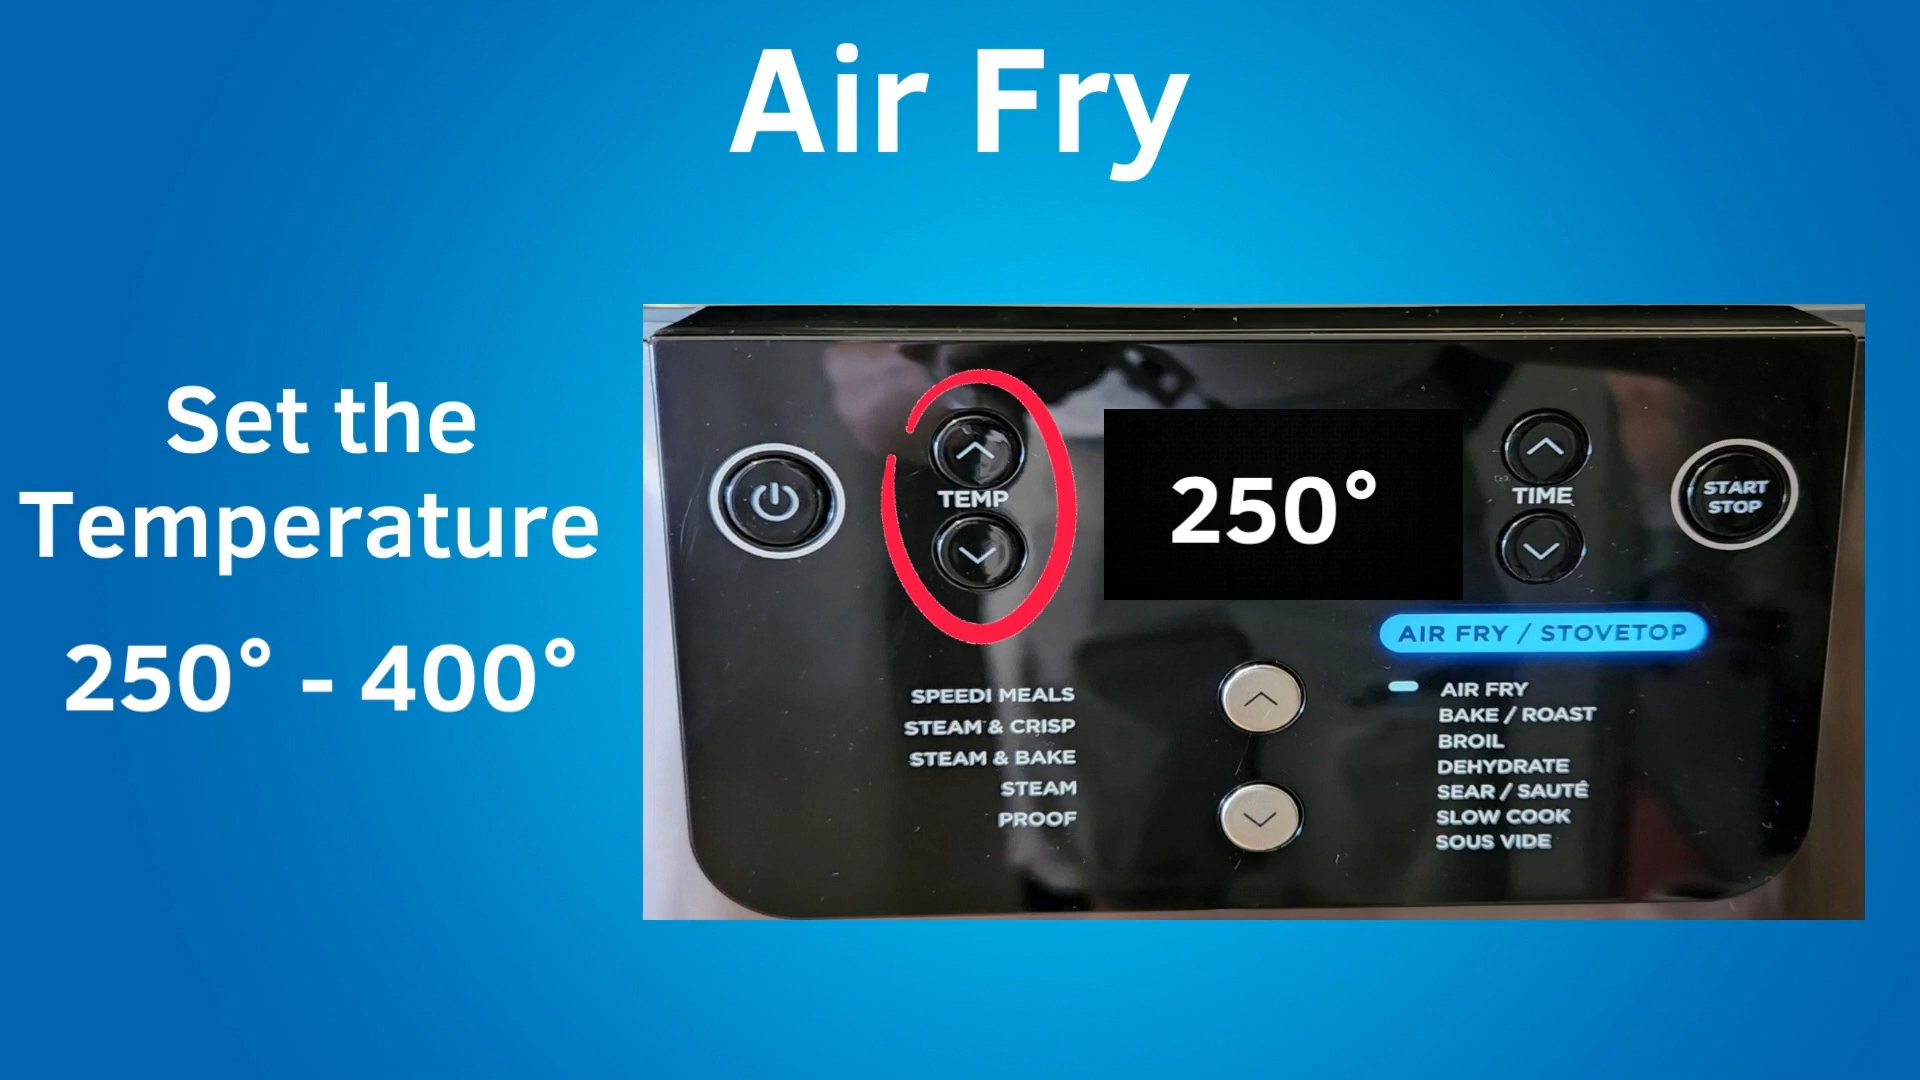 Air Fry
Set the
Temperature
250° - 400°
TEMP
250°
TIME
START
STOP
AIR FRY / STOVETOP
SPEEDI MEALS
STEAM & CRISP
STEAM & BAKE
STEAM
PROOF
AIR FRY
BAKE / ROAST
BROIL
DEHYDRATE
SEAR / SAUTÉ
SLOW COOK
SOUS VIDE